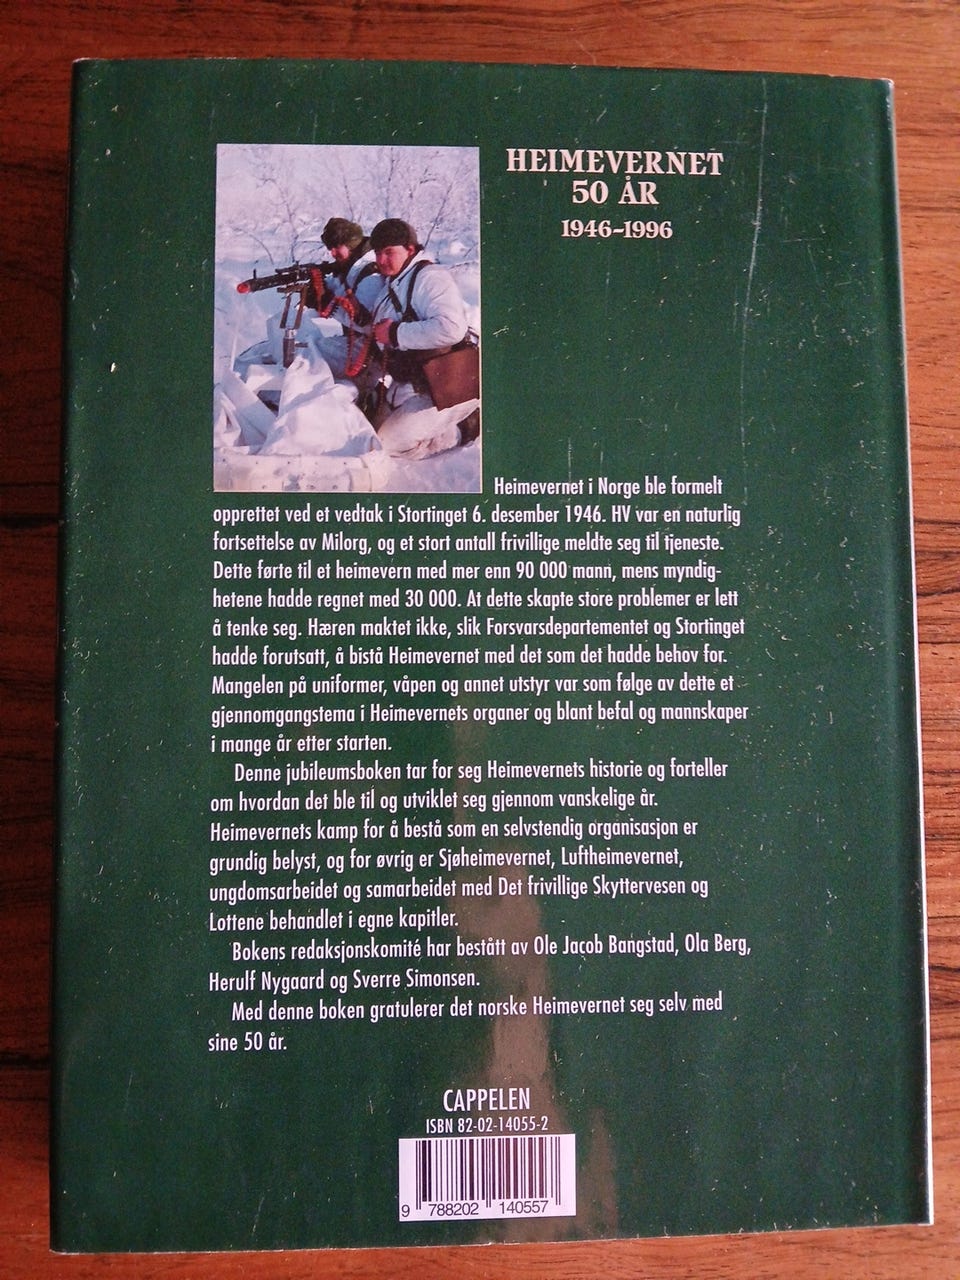 HEIMEVERNET
50 ÅR
1946-1996
Heimevernet i Norge ble formelt
opprettet ved et vedtak i Stortinget 6. desember 1946. HV var en naturlig
fortsettelse av Milorg, og et stort antall frivillige meldte seg til tjeneste.
Dette førte til et heimevern med mer enn 90 000 mann, mens myndig-
hetene hadde regnet med 30 000. At dette skapte store problemer er lett
å tenke seg. Hæren maktet ikke, slik Forsvarsdepartementet og Stortinget
hadde forutsatt, å bistå Heimevernet med det som det hadde behov for.
Mangelen på uniformer, våpen og annet utstyr var som følge av dette et
gjennomgangstema i Heimevernets organer og blant befal og mannskaper
i mange år etter starten.
Denne jubileumsboken tar for seg Heimevernets historie og forteller
om hvordan det ble til og utviklet seg gjennom vanskelige år.
Heimevernets kamp for å bestå som en selvstendig organisasjon er
grundig belyst, og for øvrig er Sjøheimevernet, Luftheimevernet,
ungdomsarbeidet og samarbeidet med Det frivillige Skyttervesen og
Lottene behandlet i egne kapitler.
Bokens redaksjonskomité har bestått av Ole Jacob Bangstad, Ola Berg,
Herulf Nygaard og Sverre Simonsen.
Med denne boken gratulerer det norske Heimevernet seg selv med
sine 50 år.
CAPPELEN
ISBN 82-02-14055-2
9 788202 140557